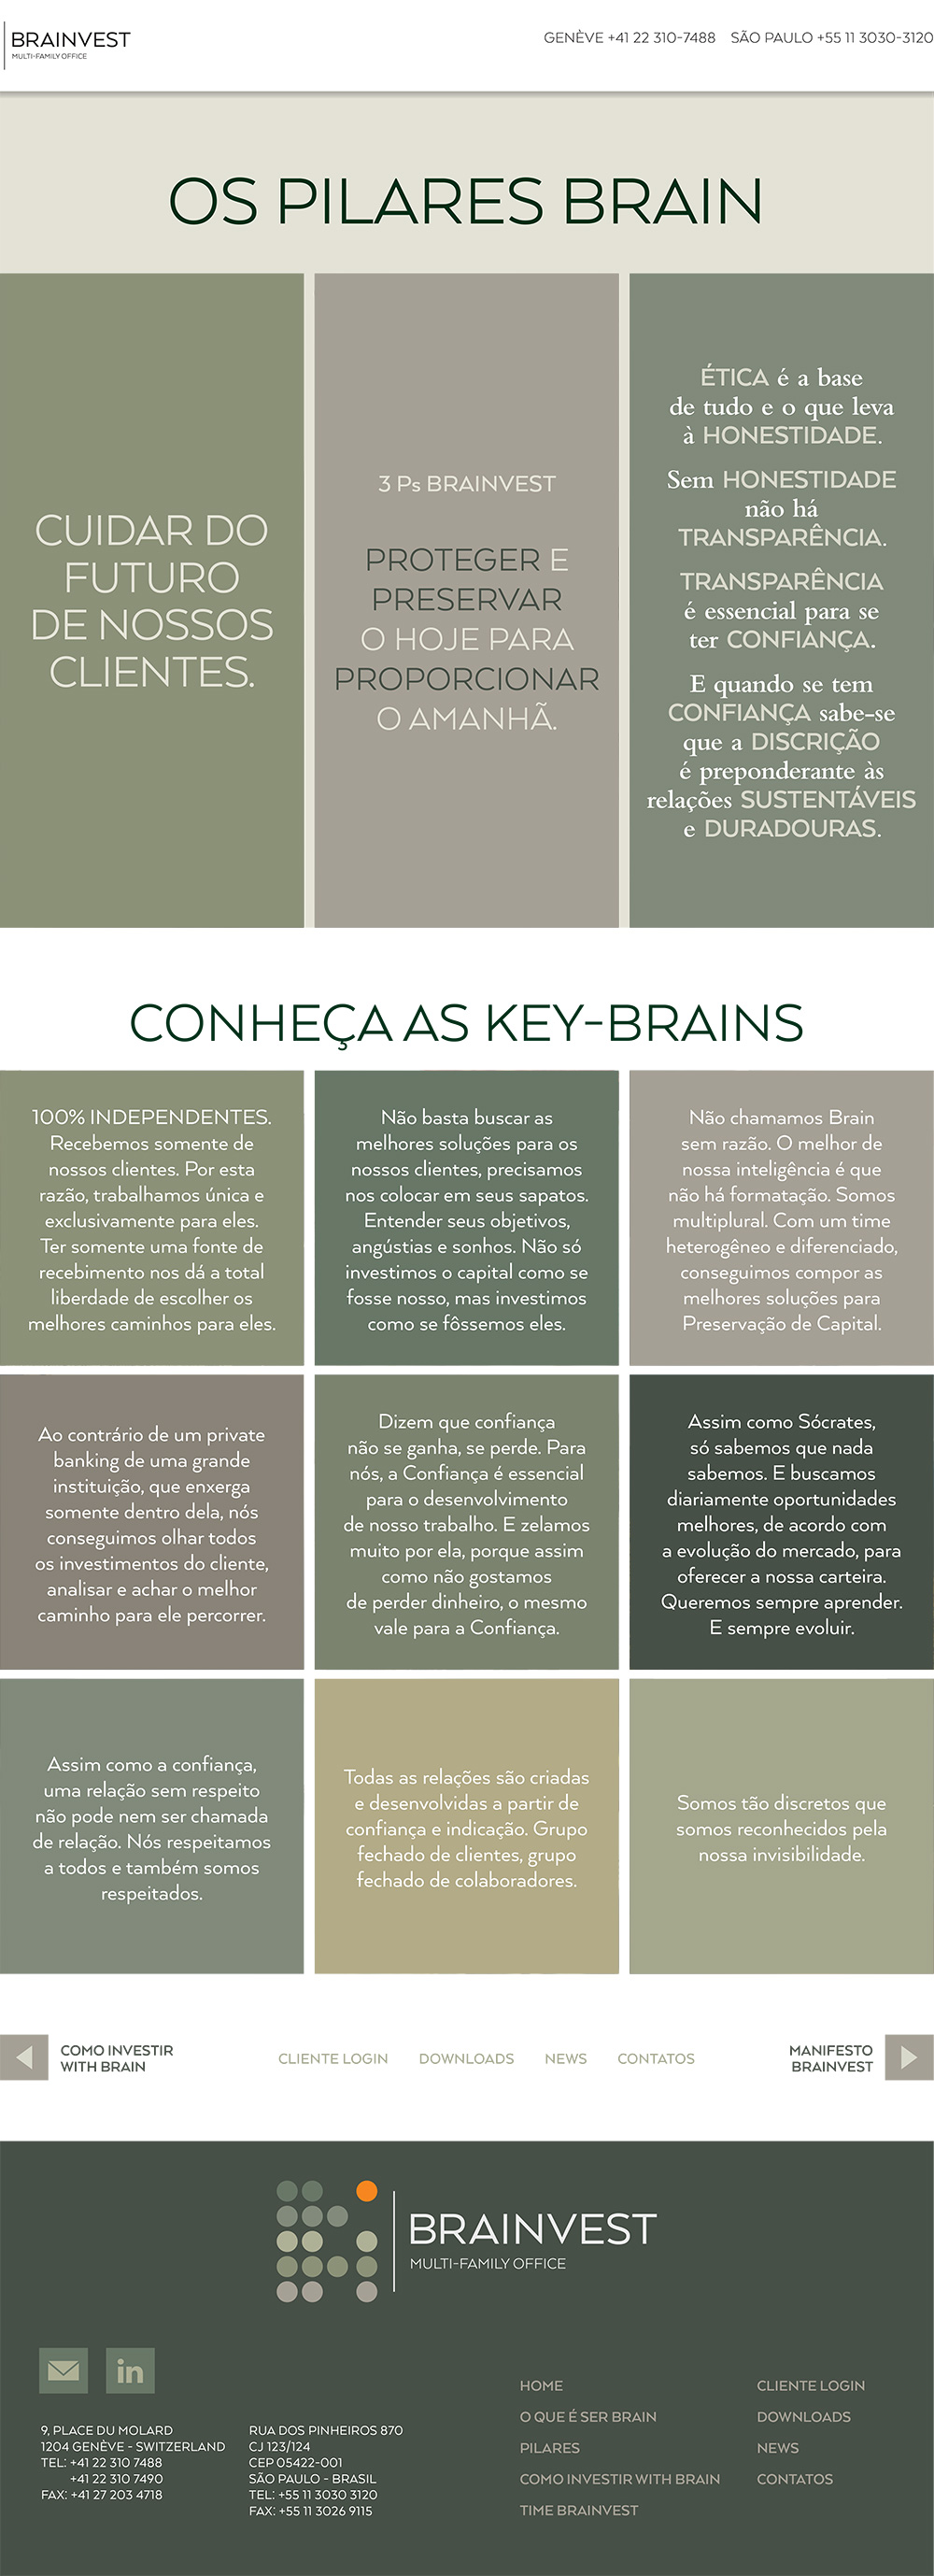 BRAINVEST
MULTI-FAMILY OFFICE
GENÈVE +41 22 310-7488 SÃO PAULO +55 11 3030-3120
OS PILARES BRAIN
CUIDAR DO
FUTURO
DE NOSSOS
CLIENTES.
3 Ps BRAINVEST
PROTEGER E
PRESERVAR
O HOJE PARA
PROPORCIONAR
O AMANHÃ.
ÉTICA é a base
de tudo e o que leva
à HONESTIDADE.
Sem HONESTIDADE
não há
TRANSPARÊNCIA.
TRANSPARÊNCIA
é essencial para se
ter CONFIANÇA.
E quando se tem
CONFIANÇA sabe-se
que a DISCRIÇÃO
é preponderante às
relações SUSTENTÁVEIS
e DURADOURAS.
CONHEÇA AS KEY-BRAINS
100% INDEPENDENTES.
Recebemos somente de
nossos clientes. Por esta
razão, trabalhamos única e
exclusivamente para eles.
Ter somente uma fonte de
recebimento nos dá a total
liberdade de escolher os
melhores caminhos para eles.
Não basta buscar as
melhores soluções para os
nossos clientes, precisamos
nos colocar em seus sapatos.
Entender seus objetivos,
angústias e sonhos. Não só
investimos o capital como se
fosse nosso, mas investimos
como se fôssemos eles.
Não chamamos Brain
sem razão. O melhor de
nossa inteligência é que
não há formatação. Somos
multiplural. Com um time
heterogêneo e diferenciado,
conseguimos compor as
melhores soluções para
Preservação de Capital.
Ao contrário de um private
banking de uma grande
instituição, que enxerga
somente dentro dela, nós
conseguimos olhar todos
os investimentos do cliente,
analisar e achar o melhor
caminho para ele percorrer.
Dizem que confiança
não se ganha, se perde. Para
nós, a Confiança é essencial
para o desenvolvimento
de nosso trabalho. E zelamos
muito por ela, porque assim
como não gostamos
de perder dinheiro, o mesmo
vale para a Confiança.
Assim como Sócrates,
só sabemos que nada
sabemos. E buscamos
diariamente oportunidades
melhores, de acordo com
a evolução do mercado, para
oferecer a nossa carteira.
Queremos sempre aprender.
E sempre evoluir.
Assim como a confiança,
uma relação sem respeito
não pode nem ser chamada
de relação. Nós respeitamos
a todos e também somos
respeitados.
Todas as relações são criadas
e desenvolvidas a partir de
confiança e indicação. Grupo
fechado de clientes, grupo
fechado de colaboradores.
Somos tão discretos que
somos reconhecidos pela
nossa invisibilidade.
COMO INVESTIR
WITH BRAIN
CLIENTE LOGIN DOWNLOADS NEWS CONTATOS
MANIFESTO
BRAINVEST
BRAINVEST
MULTI-FAMILY OFFICE
in
9, PLACE DU MOLARD
1204 GENÈVE - SWITZERLAND
TEL: +41 22 310 7488
+41 22 310 7490
FAX: +41 27 203 4718
RUA DOS PINHEIROS 870
CJ 123/124
CEP 05422-001
SÃO PAULO - BRASIL
TEL: +55 11 3030 3120
FAX: +55 11 3026 9115
HOME
O QUE É SER BRAIN
PILARES
COMO INVESTIR WITH BRAIN
TIME BRAINVEST
CLIENTE LOGIN
DOWNLOADS
NEWS
CONTATOS